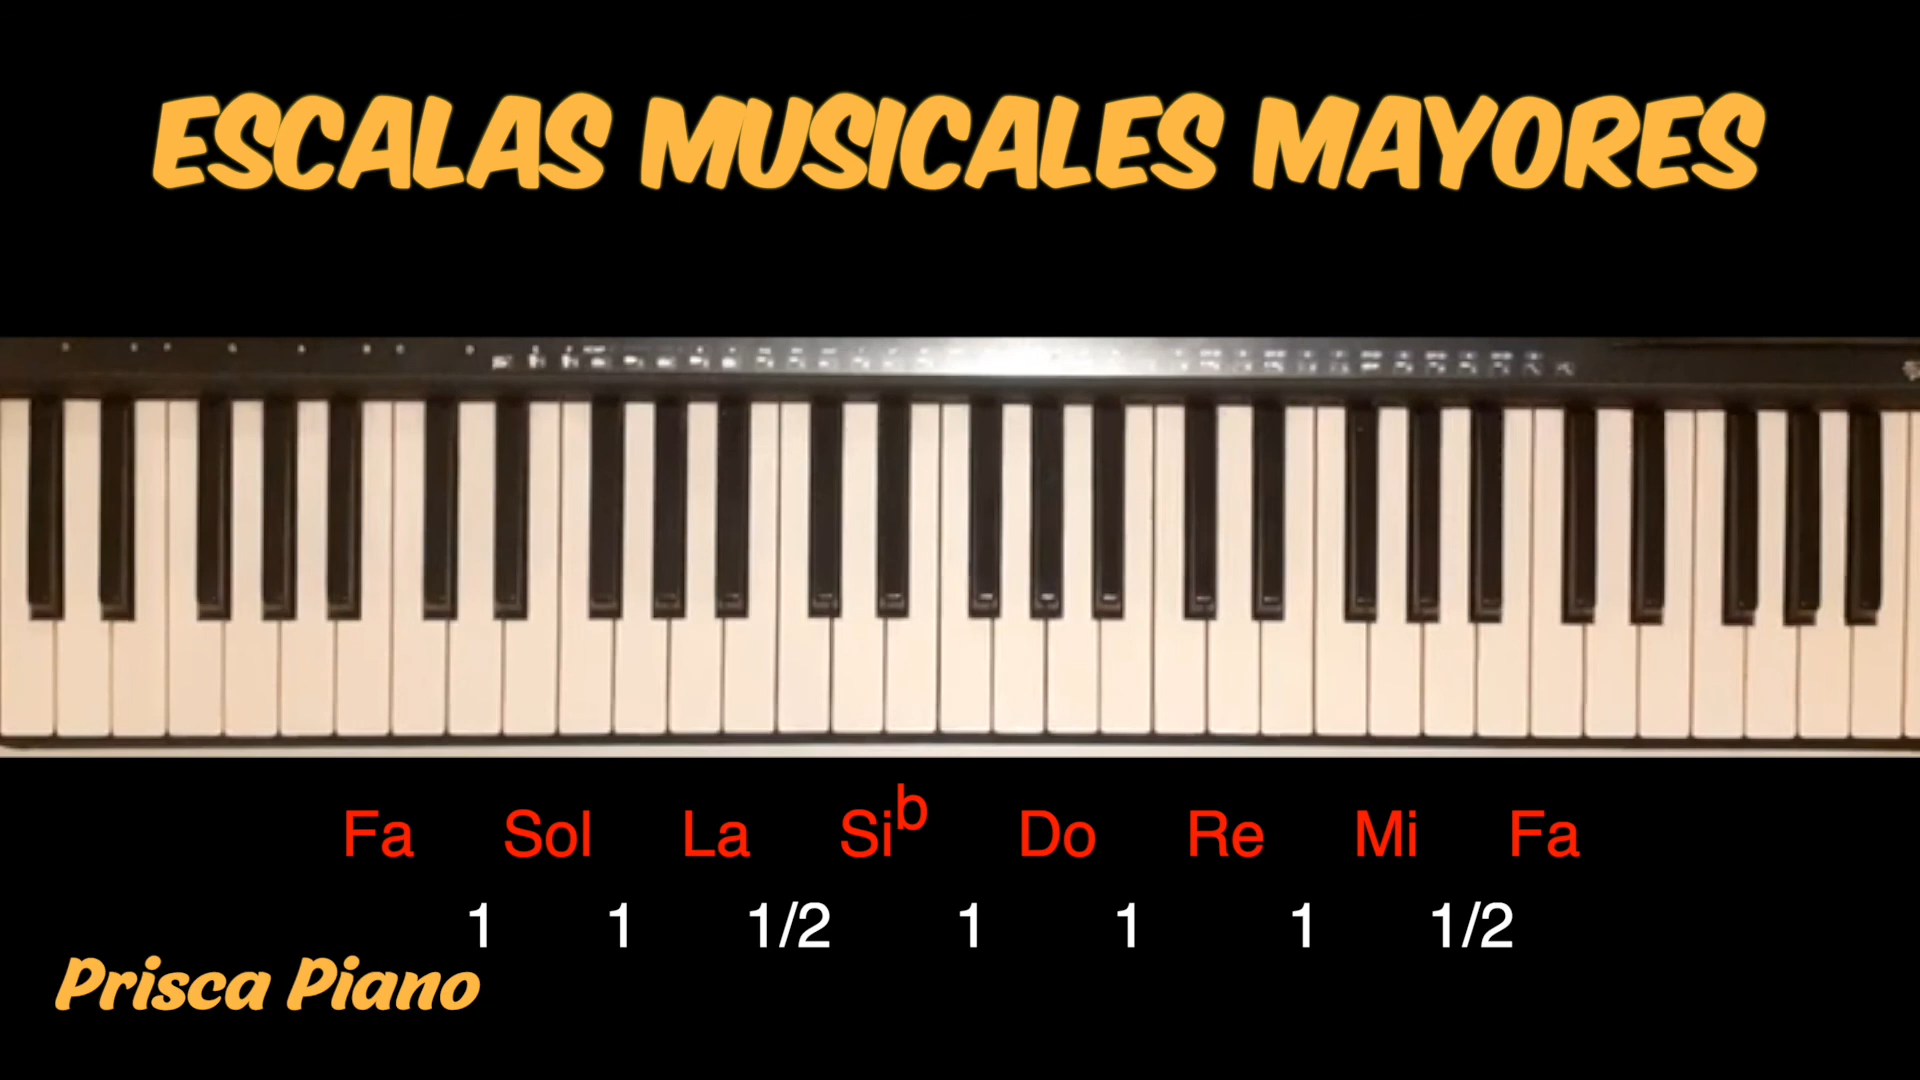 ESCALAS MUSICALES MAYORES
Fa Sol La Si♭ Do Re Mi Fa
1 1 1/2 1 1 1 1/2
Prisca Piano